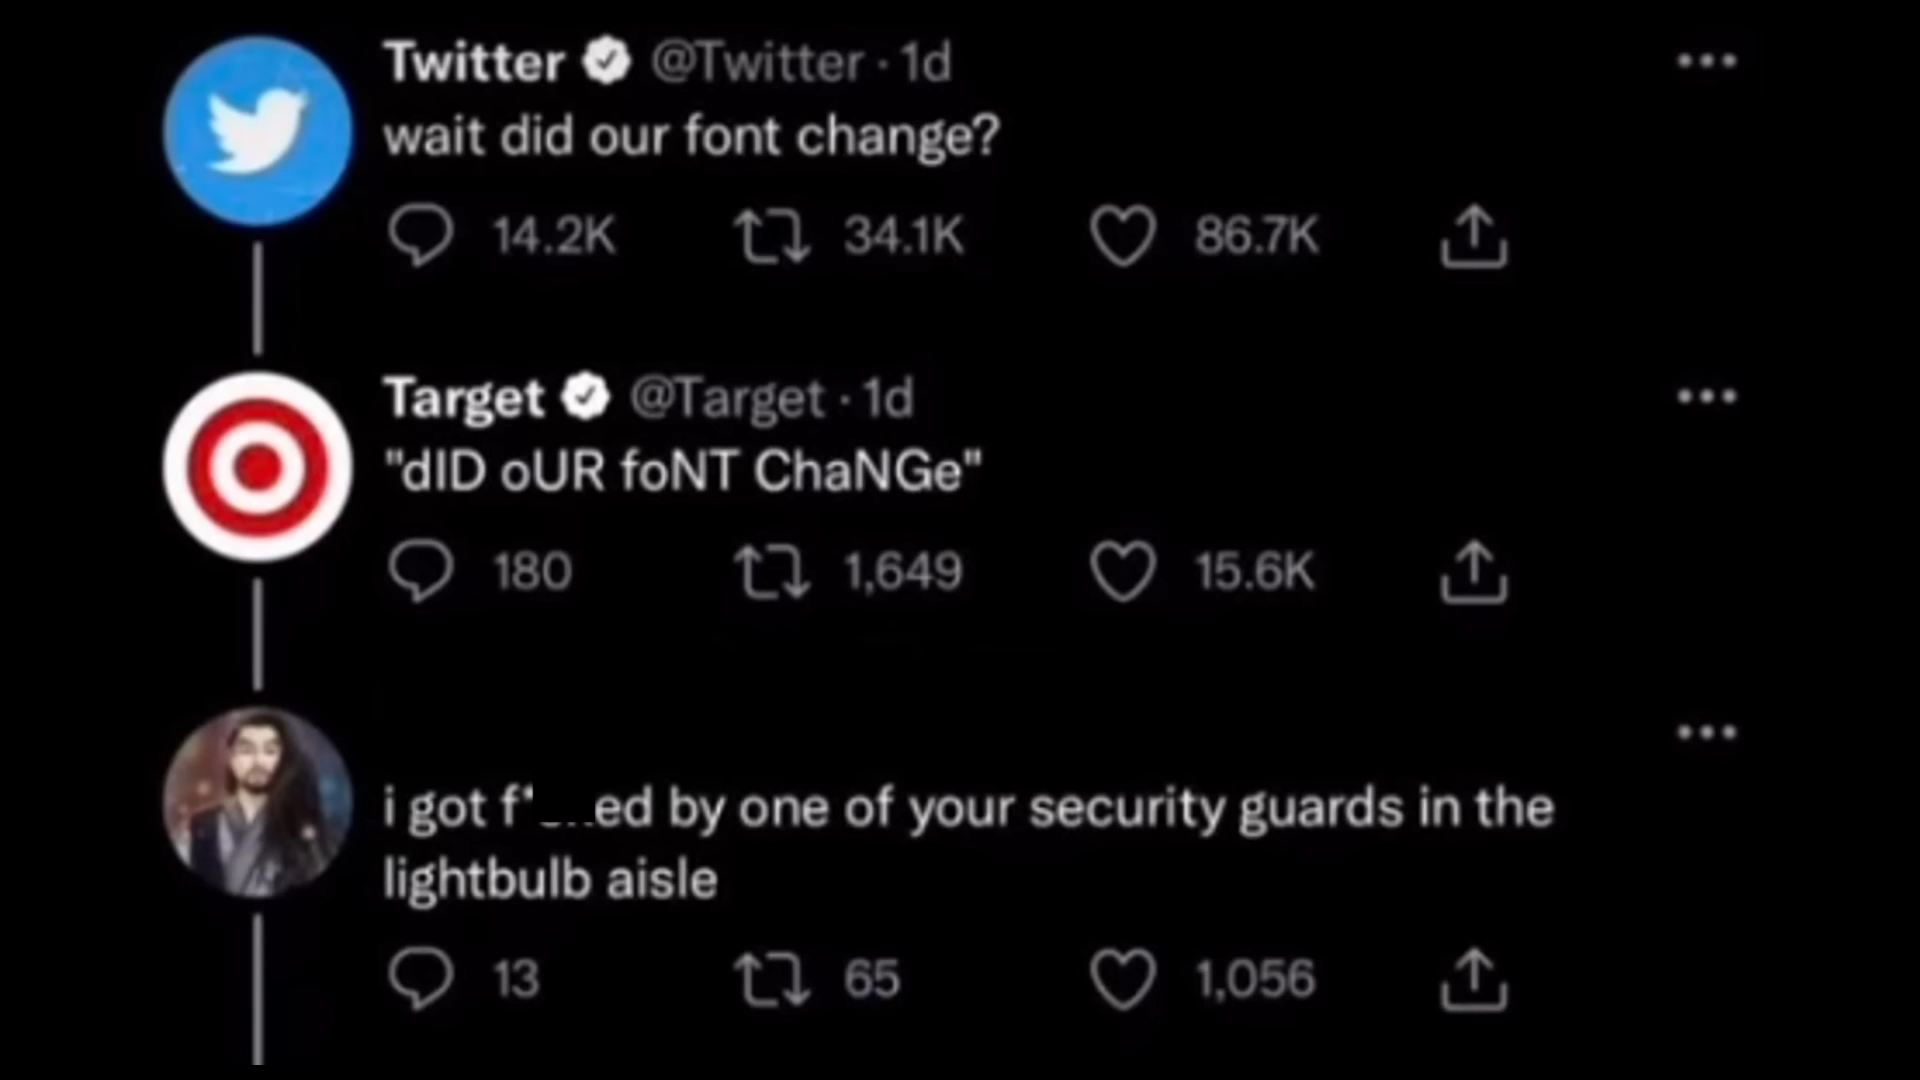 Twitter @Twitter · 1d
wait did our font change?
14.2K 34.1K 86.7K
Target @Target · 1d
"dID oUR foNT ChaNGe"
180 1,649 15.6K
i got by one of your security guards in the
lightbulb aisle
13 65 1,056